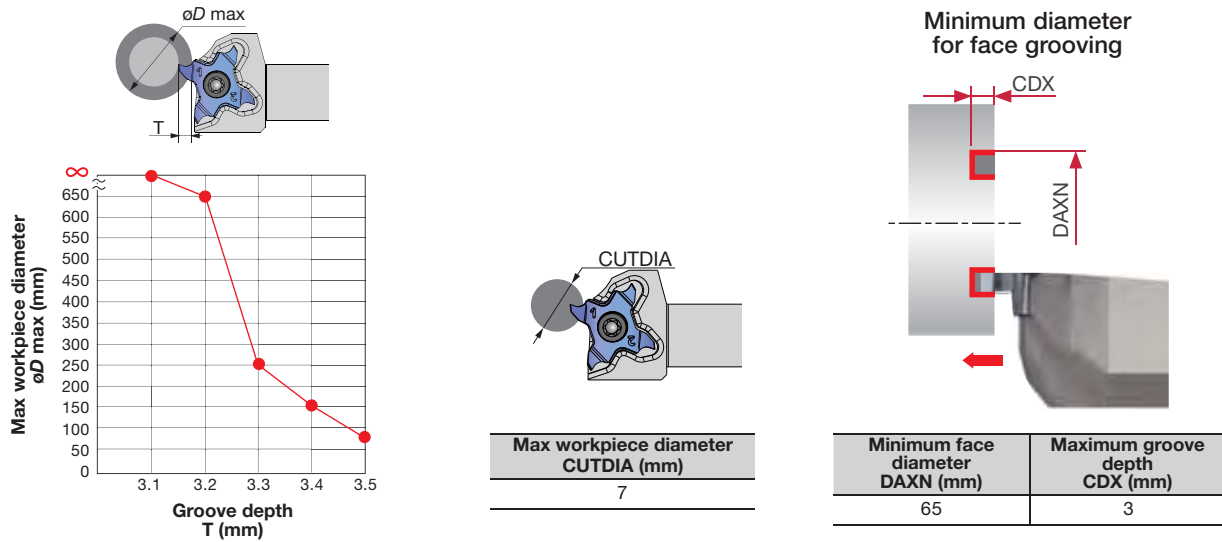 øD max
T
∞
650
600
550
500
450
400
350
300
250
200
150
100
50
0
3.1 3.2 3.3 3.4 3.5
Max workpiece diameter
øD max (mm)
Groove depth
T (mm)
CUTDIA
Max workpiece diameter
CUTDIA (mm)
7
Minimum diameter
for face grooving
CDX
DAXN
Minimum face
diameter
DAXN (mm)
Maximum groove
depth
CDX (mm)
65
3